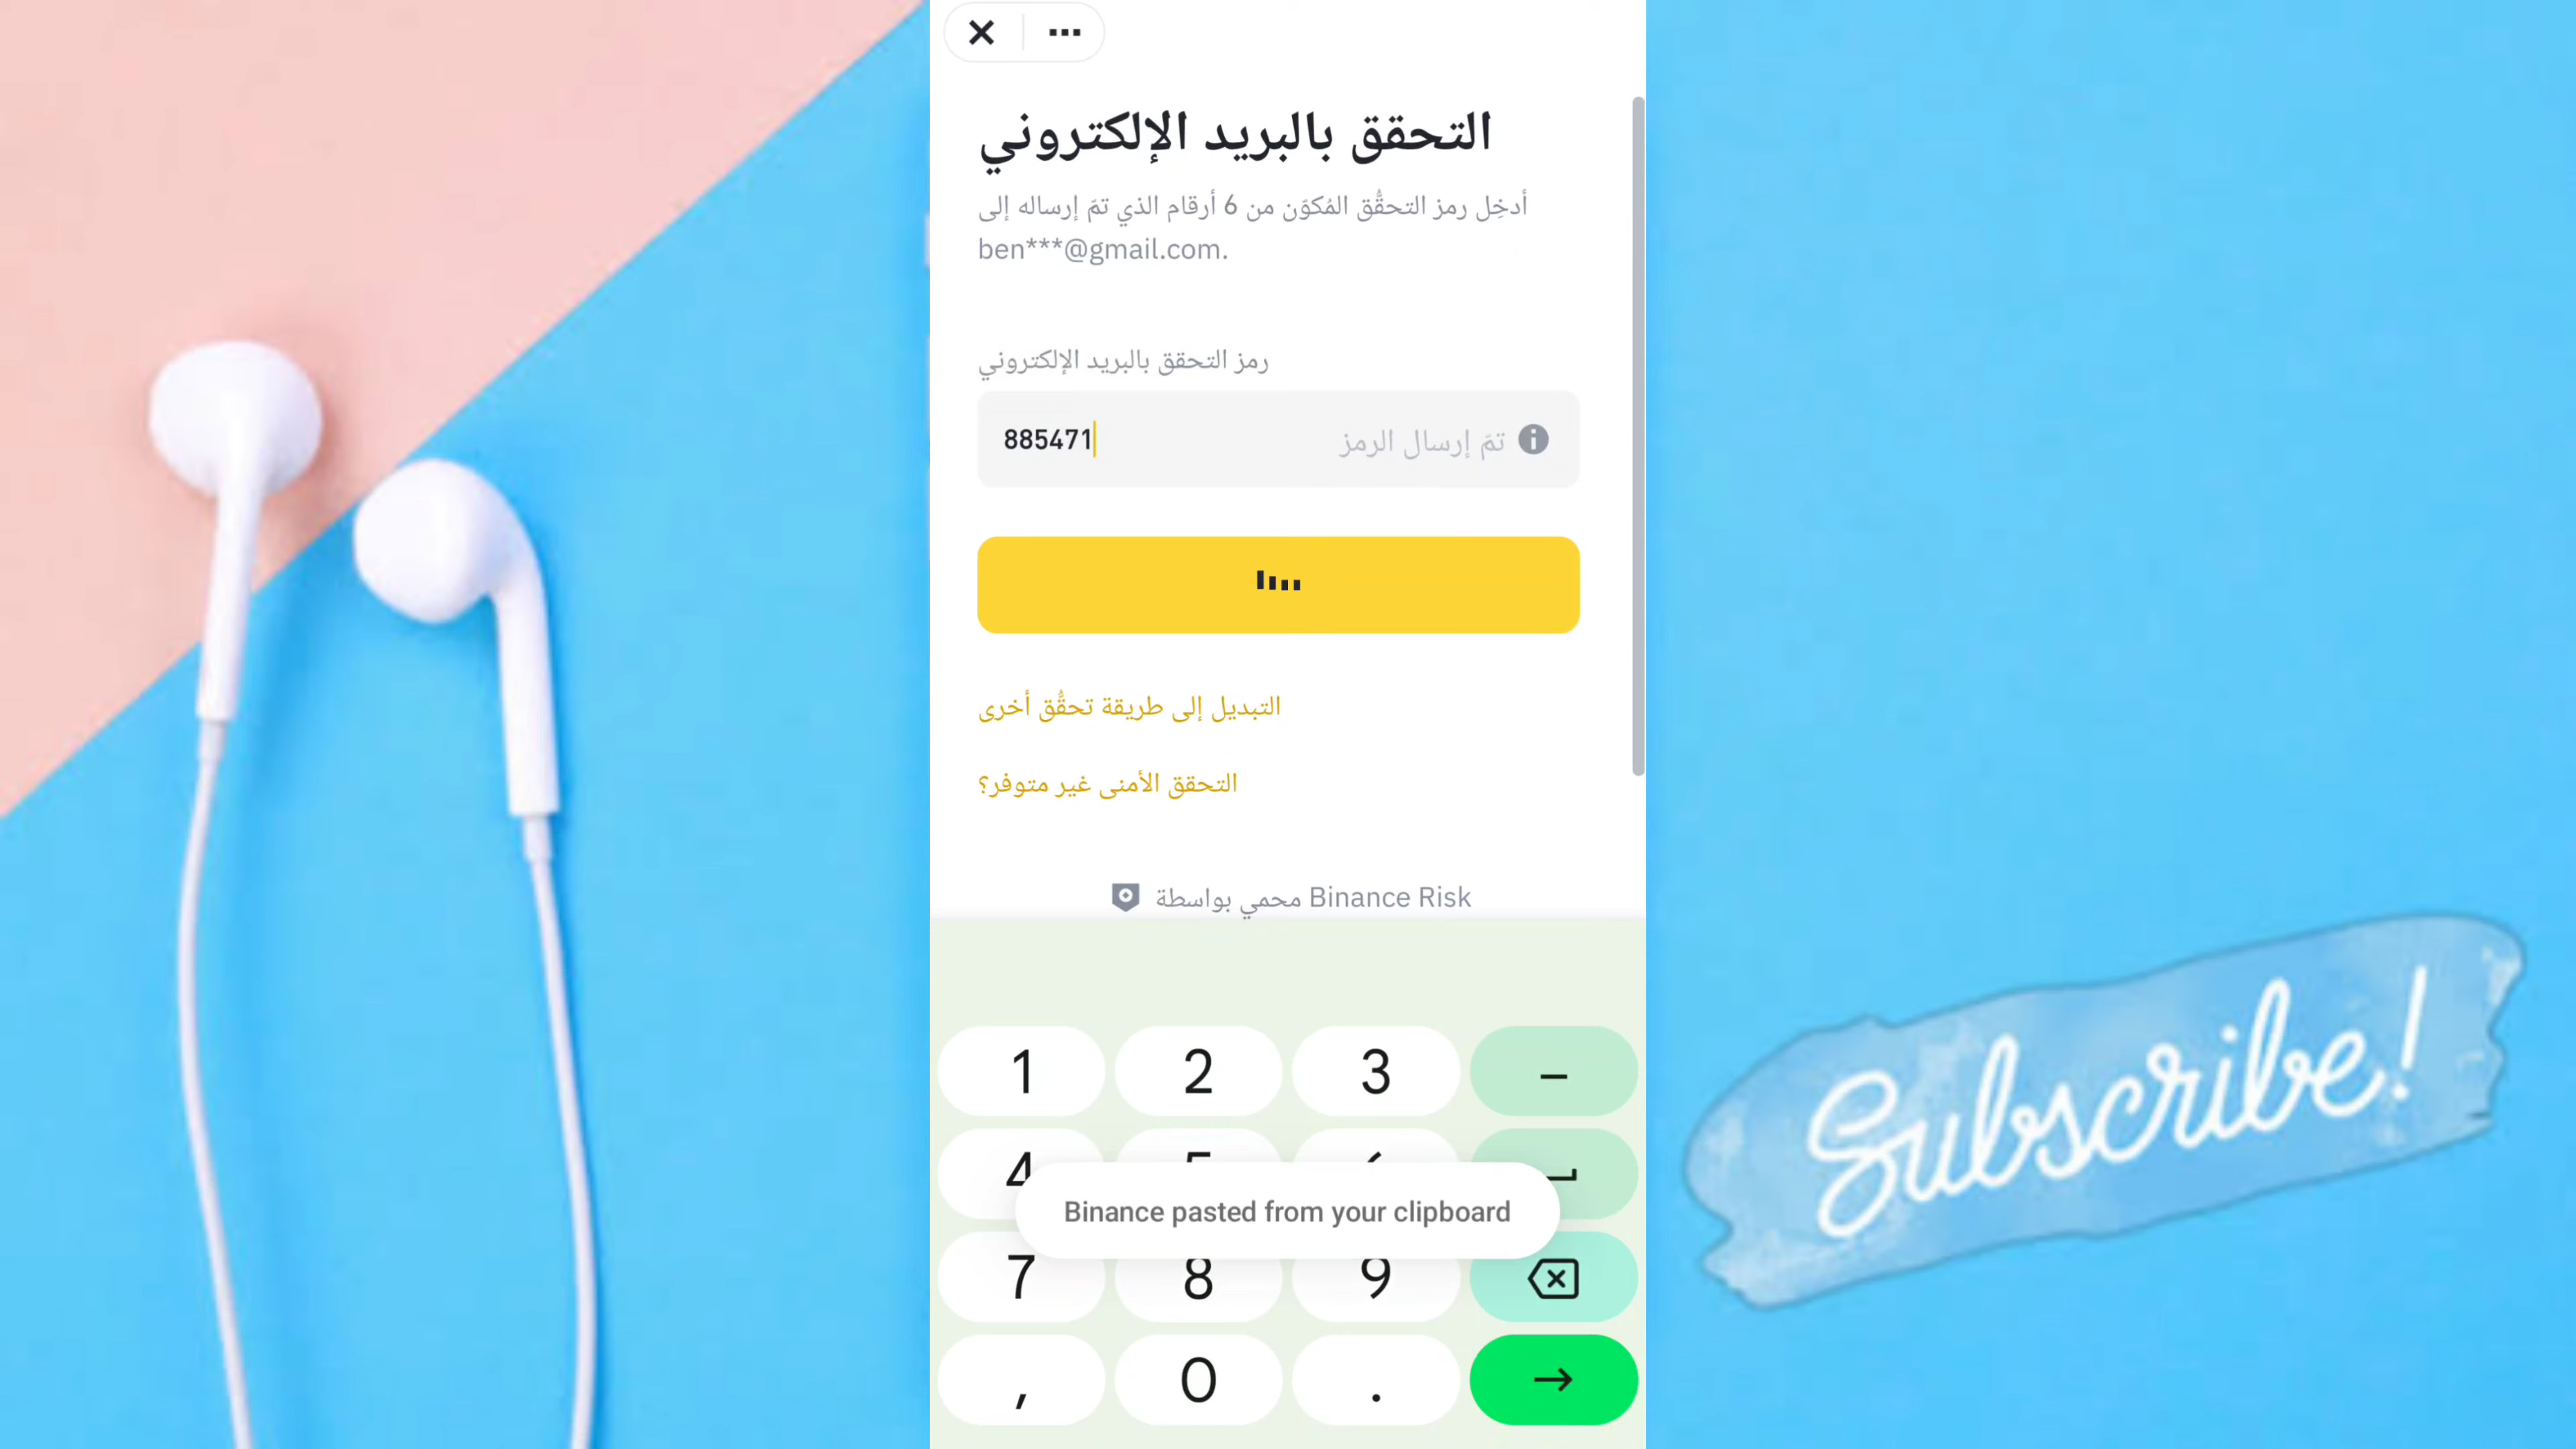 التحقق بالبريد الإلكتروني
أدخِل رمز التحقُّق المُكوّن من 6 أرقام الذي تمّ إرساله إلى
ben***@gmail.com.
رمز التحقق بالبريد الإلكتروني
885471
تمّ إرسال الرمز
التبديل إلى طريقة تحقُّق أخرى
التحقق الأمنى غير متوفر؟
محمي بواسطة Binance Risk
1 2 3 –
4
Binance pasted from your clipboard
7 8 9
, 0 .
Subscribe!